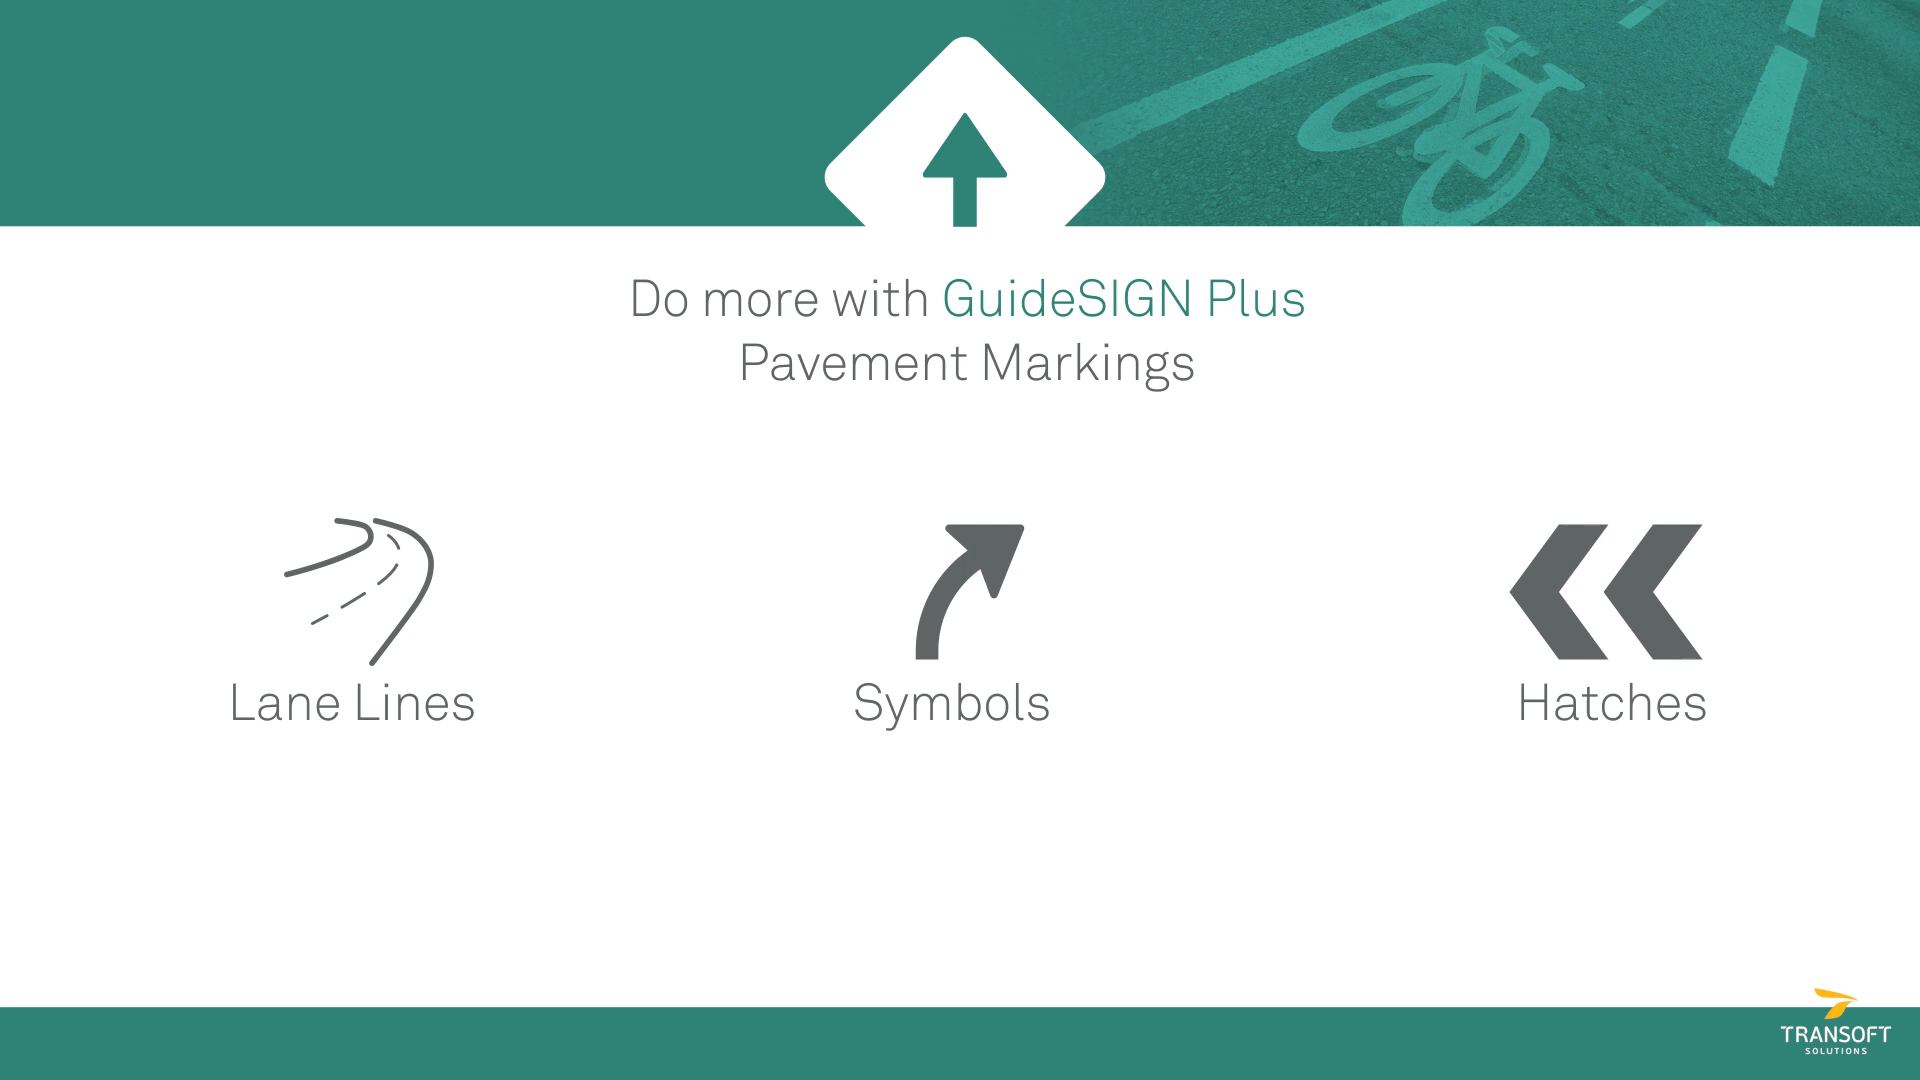 Do more with GuideSIGN Plus
Pavement Markings
Lane Lines
Symbols
Hatches
TRANSOFT
SOLUTIONS